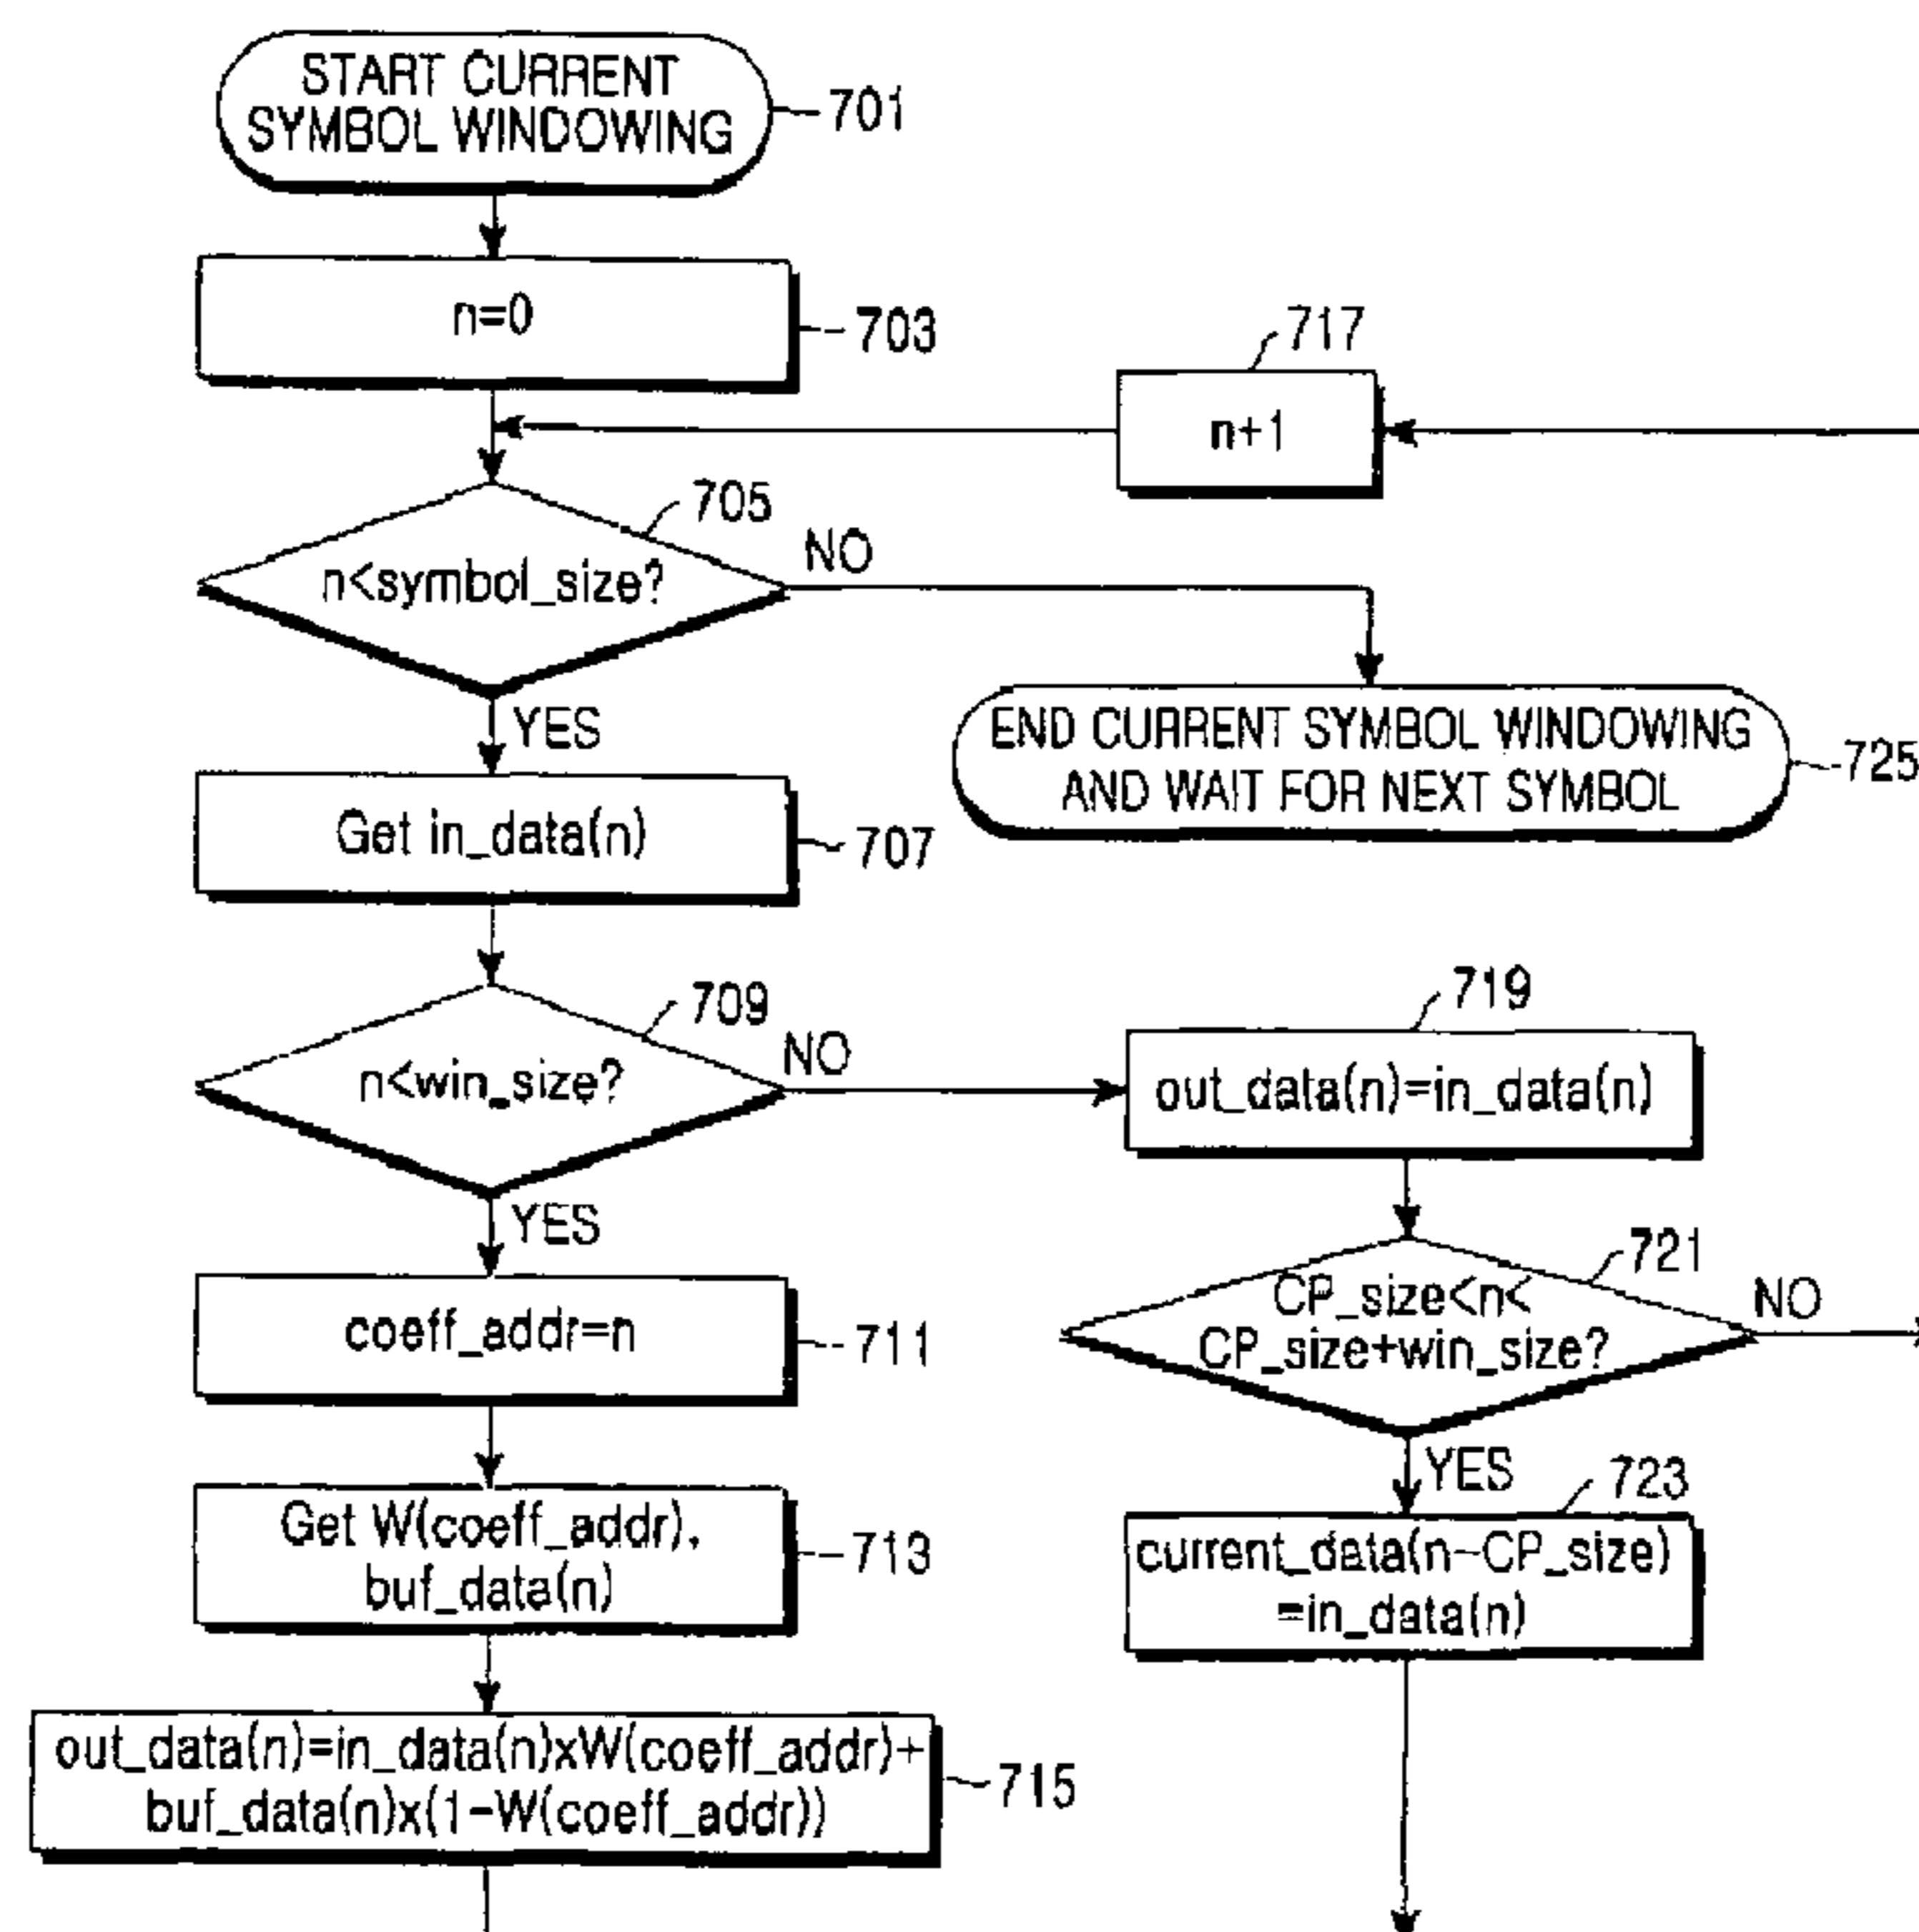 START CURRENT
SYMBOL WINDOWING
701
n=0
703
717
n+1
705
n<symbol_size?
NO
YES
END CURRENT SYMBOL WINDOWING
AND WAIT FOR NEXT SYMBOL
725
Get in_data(n)
707
709
n<win_size?
NO
YES
719
out_data(n)=in_data(n)
721
CP_size<n<
CP_size+win_size?
NO
YES
coeff_addr=n
711
723
current_data(n-CP_size)
=in_data(n)
Get W(coeff_addr),
buf_data(n)
713
out_data(n)=in_data(n)xW(coeff_addr)+
buf_data(n)x(1-W(coeff_addr))
715